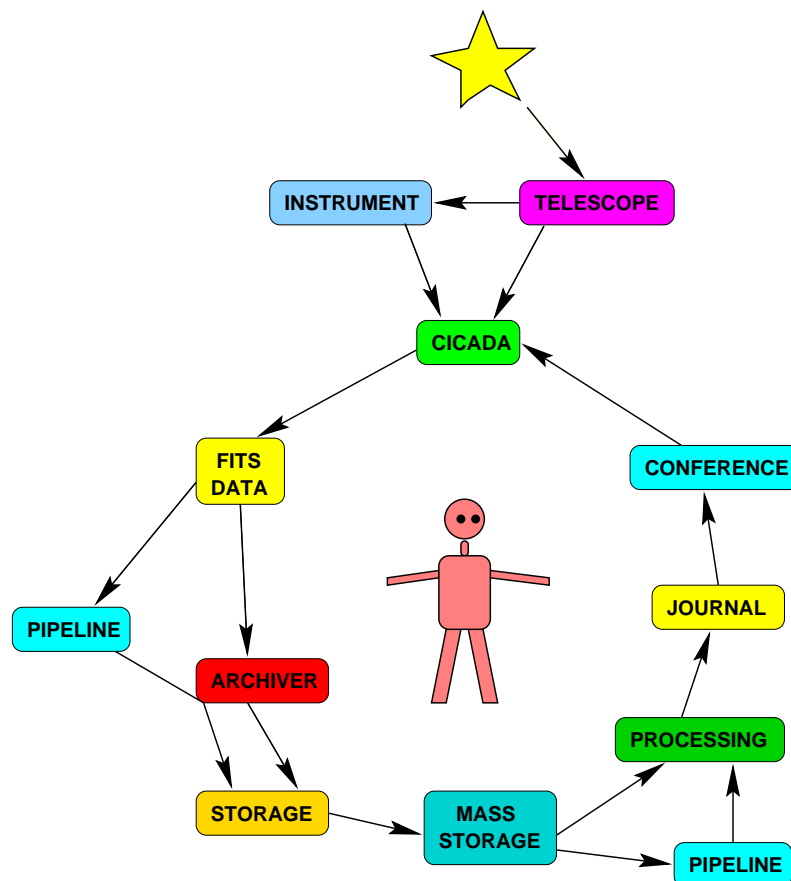 INSTRUMENT
TELESCOPE
CICADA
FITS
DATA
CONFERENCE
PIPELINE
JOURNAL
ARCHIVER
PROCESSING
STORAGE
MASS
STORAGE
PIPELINE